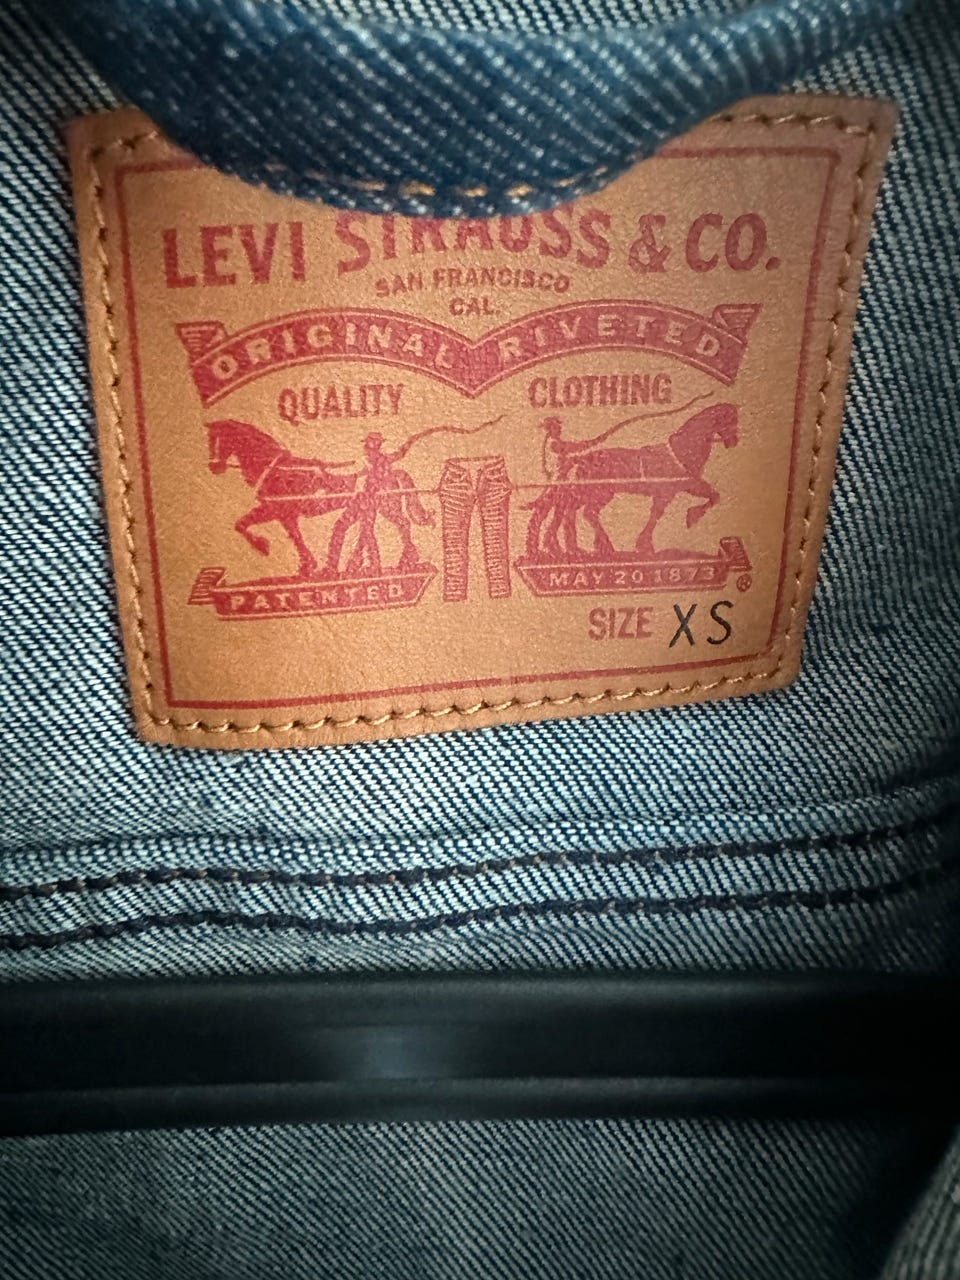 LEVI STRAUSS & CO.
SAN FRANCISCO
CAL.
ORIGINAL RIVETED
QUALITY CLOTHING
PATENTED MAY 20 1873 ®
SIZE XS